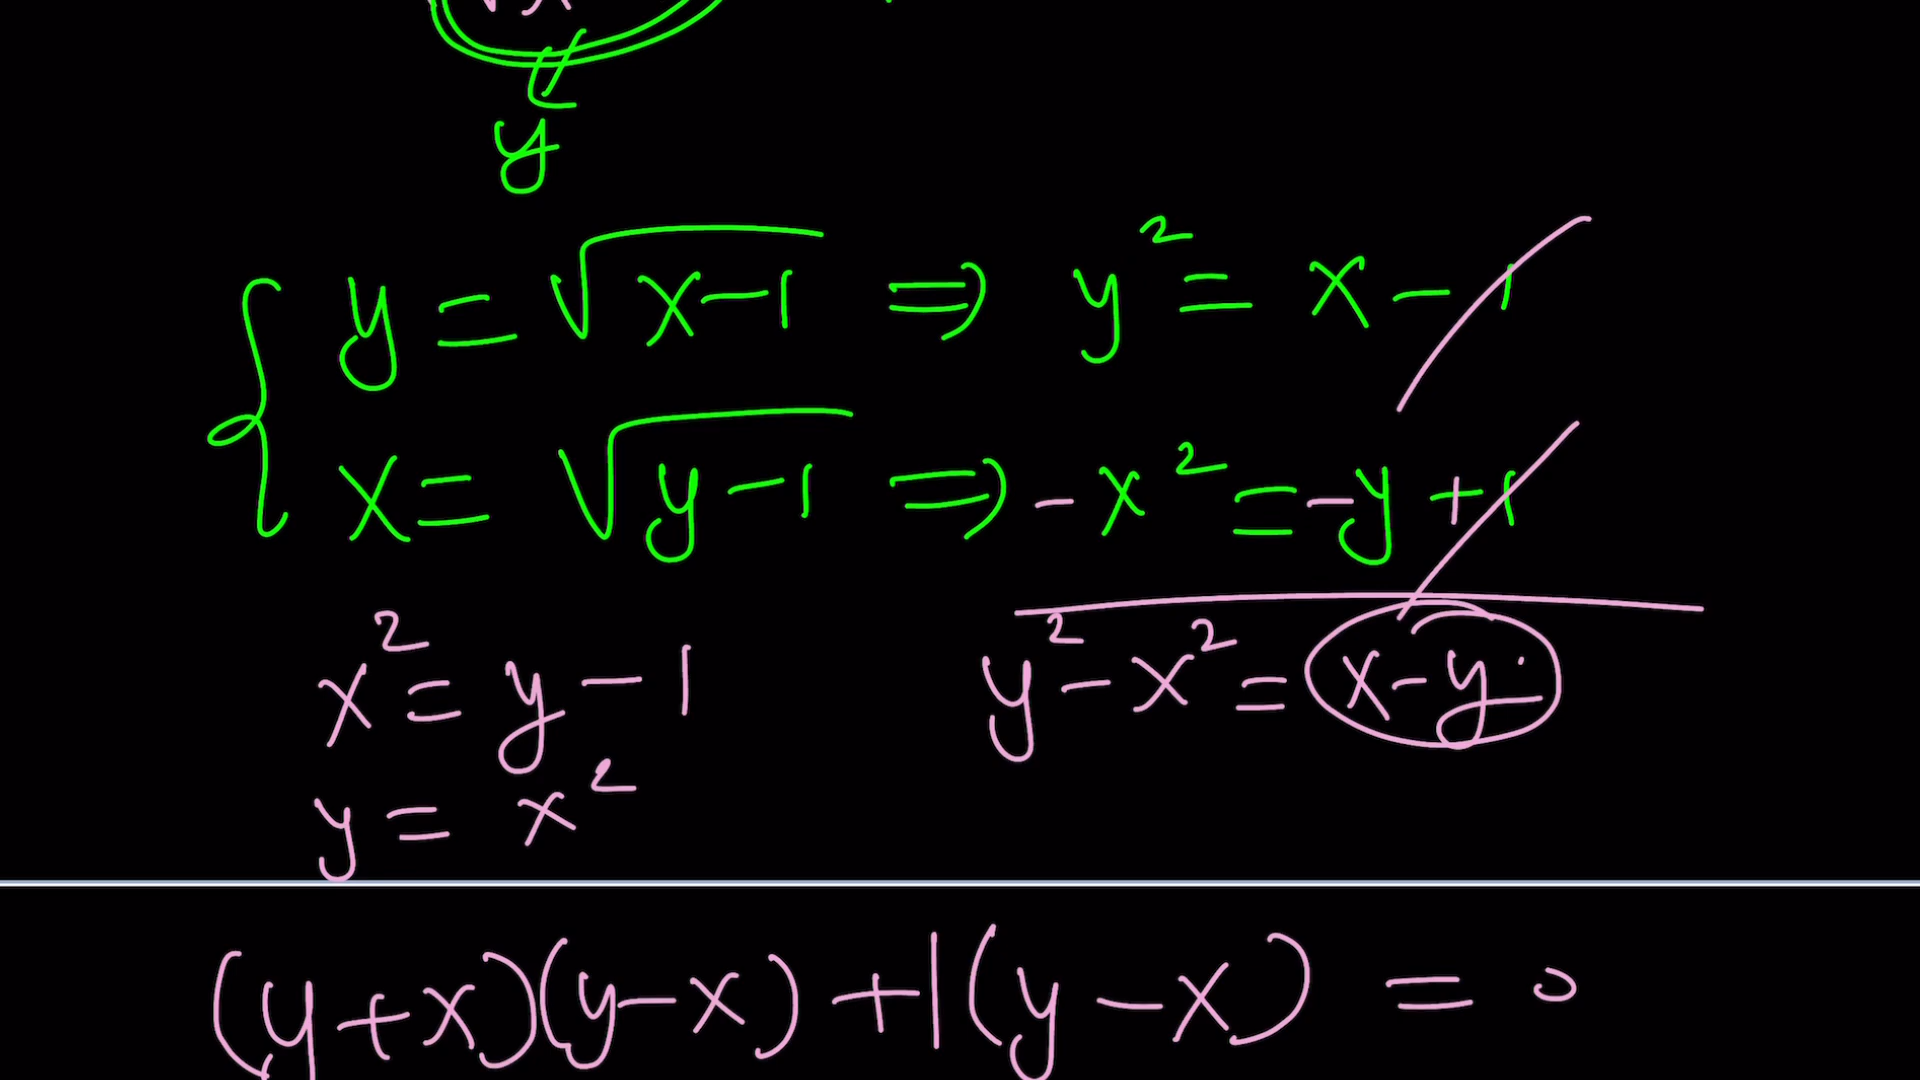 √x
y
y = √(x-1) ⇒ y² = x - 1
x = √(y-1) ⇒ -x² = -y + 1
x² = y - 1
y² - x² = x - y
y = x²
(y+x)(y-x) + 1(y-x) = 0